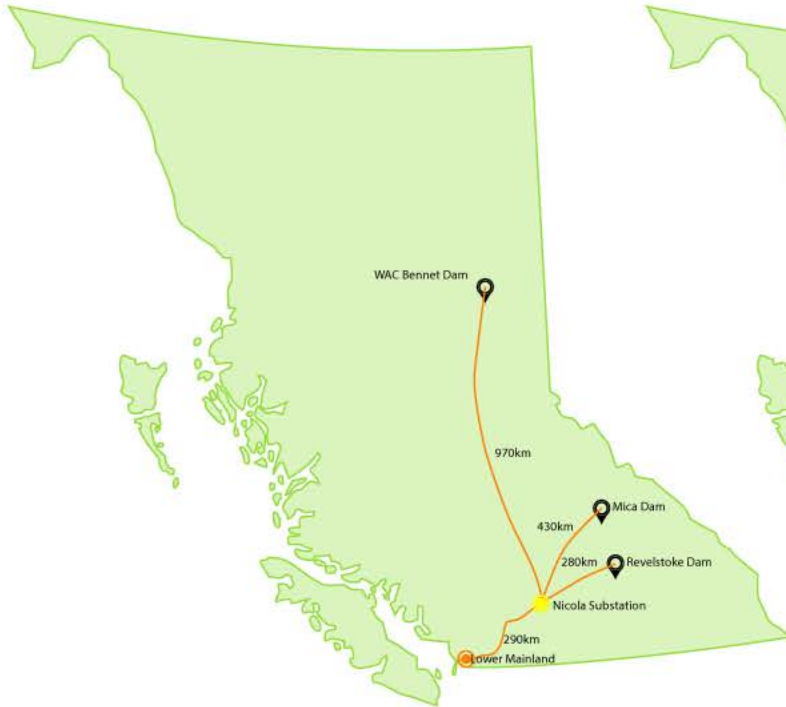 WAC Bennet Dam
970km
Mica Dam
430km
280km
Revelstoke Dam
Nicola Substation
290km
Lower Mainland